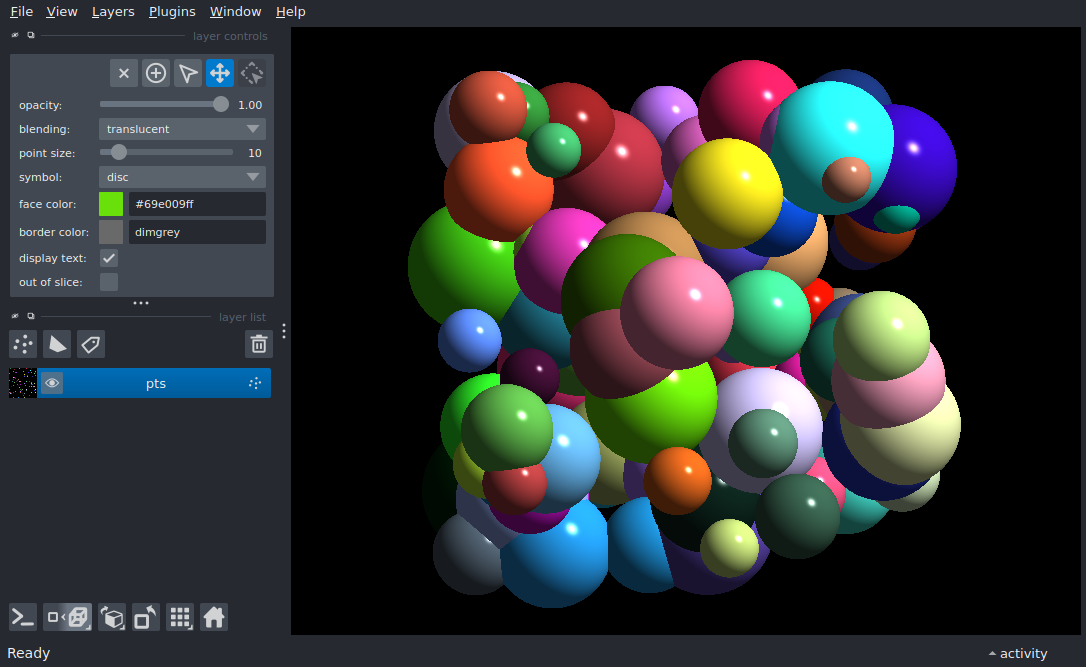 File View Layers Plugins Window Help
layer controls
opacity: 1.00
blending: translucent
point size: 10
symbol: disc
face color: #69e009ff
border color: dimgrey
display text:
out of slice:
layer list
pts
Ready activity